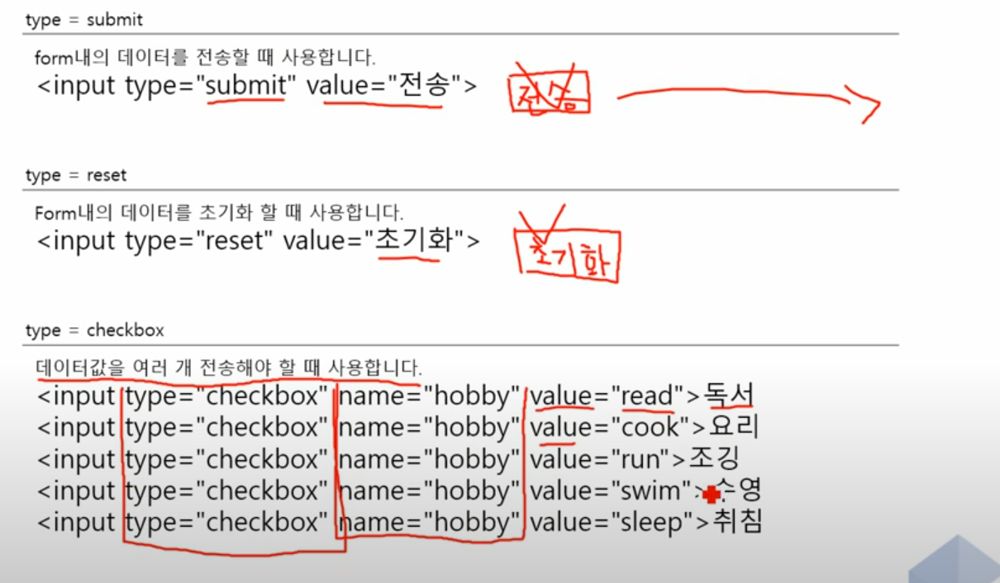 type = submit
form내의 데이터를 전송할 때 사용합니다.
<input type="submit" value="전송">
전송
type = reset
Form내의 데이터를 초기화 할 때 사용합니다.
<input type="reset" value="초기화">
초기화
type = checkbox
데이터값을 여러 개 전송해야 할 때 사용합니다.
<input type="checkbox" name="hobby" value="read">독서
<input type="checkbox" name="hobby" value="cook">요리
<input type="checkbox" name="hobby" value="run">조깅
<input type="checkbox" name="hobby" value="swim">수영
<input type="checkbox" name="hobby" value="sleep">취침